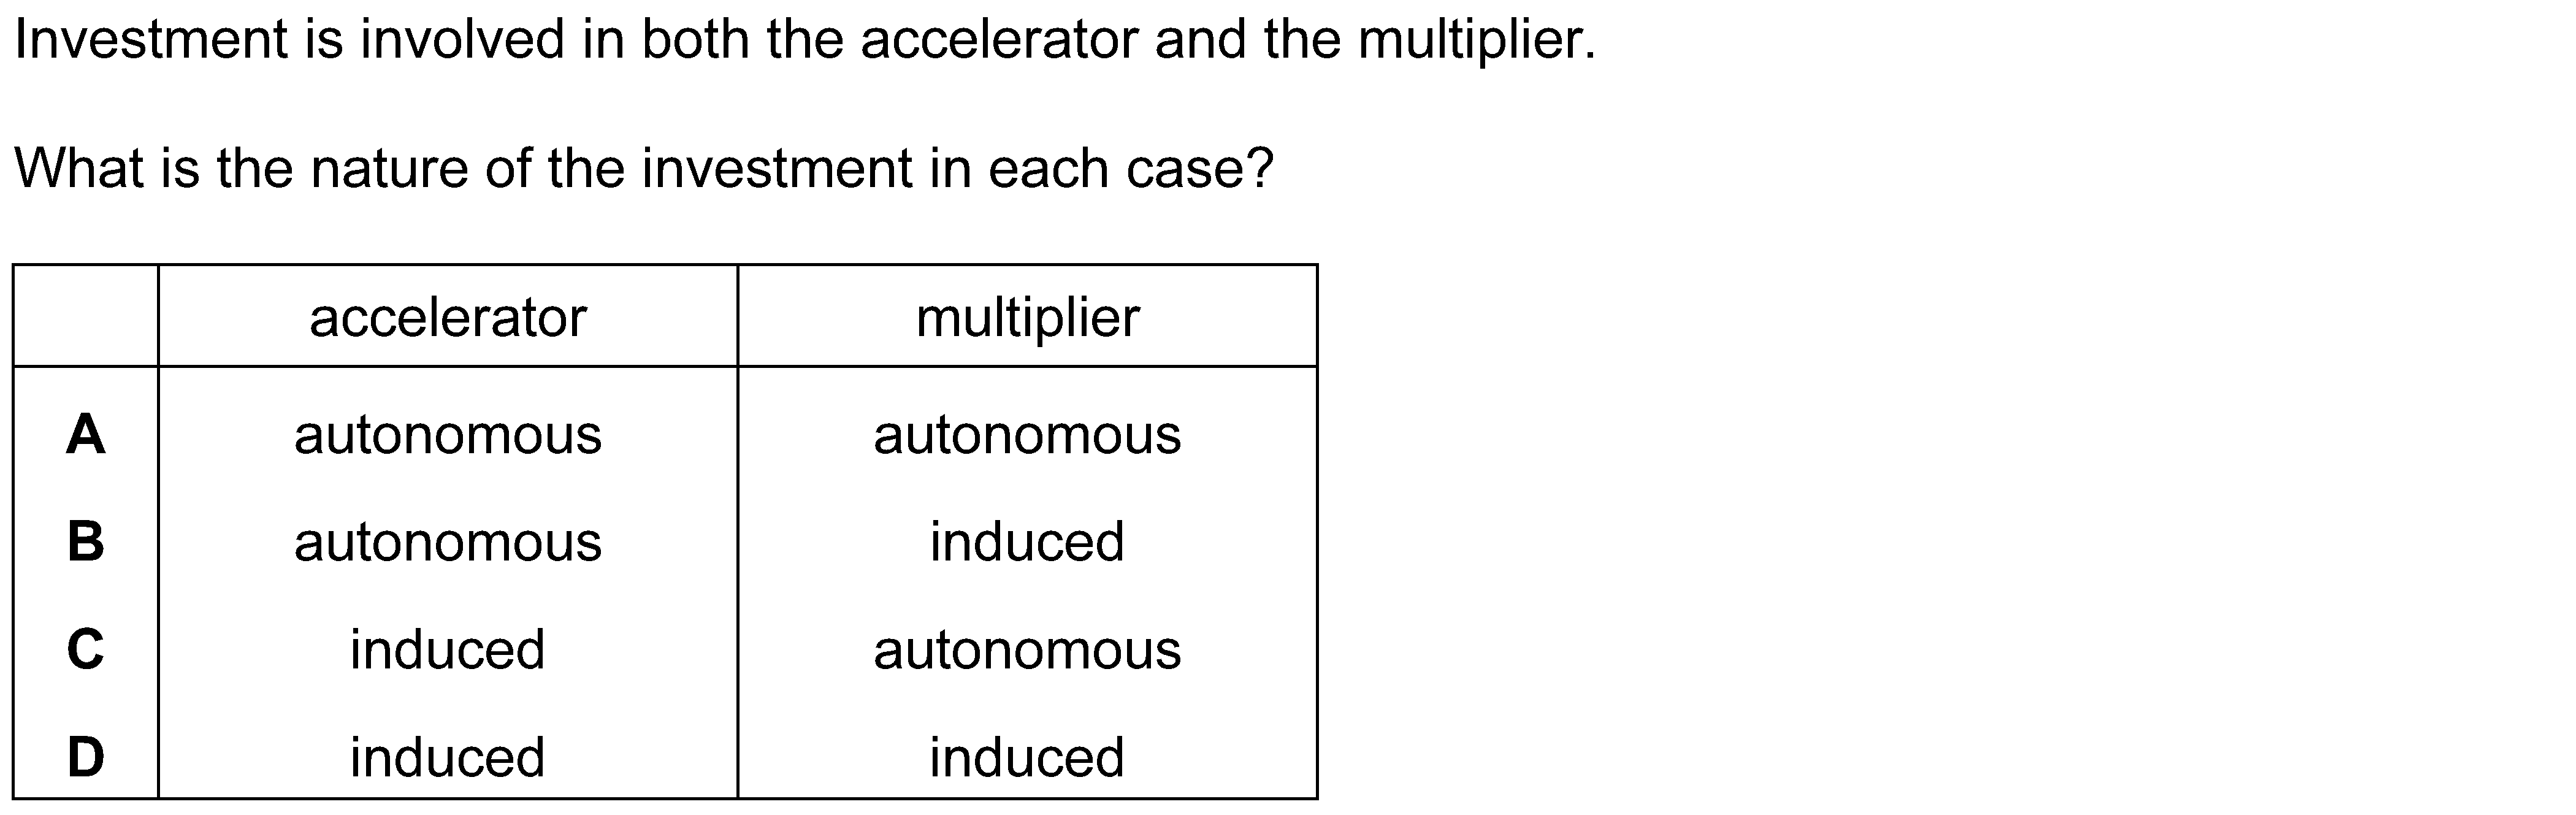 Investment is involved in both the accelerator and the multiplier.
What is the nature of the investment in each case?
accelerator multiplier
A autonomous autonomous
B autonomous induced
C induced autonomous
D induced induced